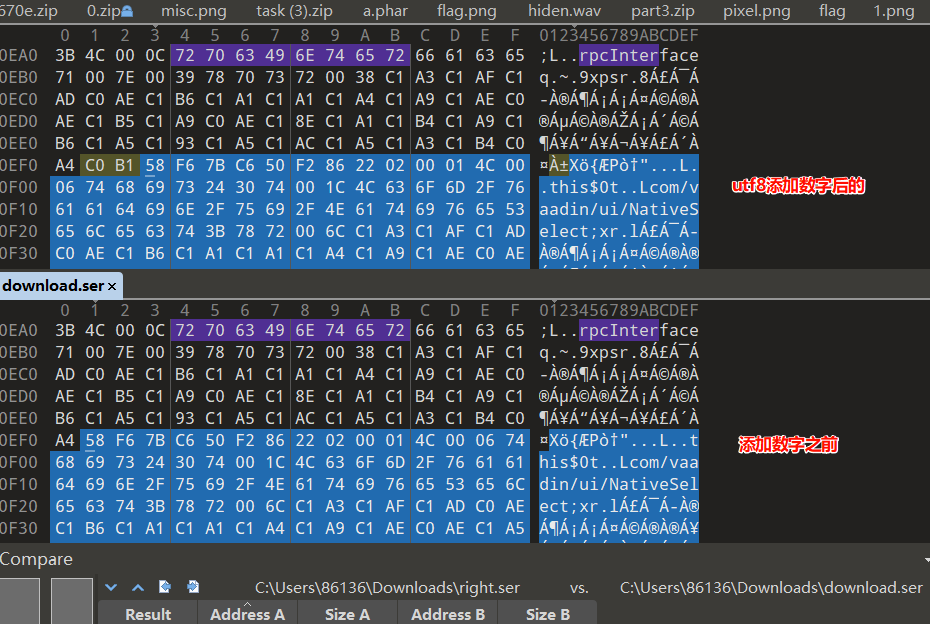 670e.zip 0.zip misc.png task (3).zip a.phar flag.png hiden.wav part3.zip pixel.png flag 1.png
0 1 2 3 4 5 6 7 8 9 A B C D E F 0123456789ABCDEF
0EA0 3B 4C 00 0C 72 70 63 49 6E 74 65 72 66 61 63 65 ;L..rpcInterface
0EB0 71 00 7E 00 39 78 70 73 72 00 38 C1 A3 C1 AF C1 q.~.9xpsr.8Á£Á¯Á
0EC0 AD C0 AE C1 B6 C1 A1 C1 A1 C1 A4 C1 A9 C1 AE C0 -À®Á¶Á¡Á¡Á¤Á©Á®À
0ED0 AE C1 B5 C1 A9 C0 AE C1 8E C1 A1 C1 B4 C1 A9 C1 ®ÁµÁ©À®ÁŽÁ¡Á´Á©Á
0EE0 B6 C1 A5 C1 93 C1 A5 C1 AC C1 A5 C1 A3 C1 B4 C0 ¶Á¥Á“Á¥Á¬Á¥Á£Á´À
0EF0 A4 C0 B1 58 F6 7B C6 50 F2 86 22 02 00 01 4C 00 ¤À±Xö{ÆPò†"...L.
0F00 06 74 68 69 73 24 30 74 00 1C 4C 63 6F 6D 2F 76 .this$0t..Lcom/v
utf8添加数字后的
0F10 61 61 64 69 6E 2F 75 69 2F 4E 61 74 69 76 65 53 aadin/ui/NativeS
0F20 65 6C 65 63 74 3B 78 72 00 6C C1 A3 C1 AF C1 AD elect;xr.lÁ£Á¯Á-
0F30 C0 AE C1 B6 C1 A1 C1 A1 C1 A4 C1 A9 C1 AE C0 AE À®Á¶Á¡Á¡Á¤Á©Á®À®
download.ser ×
0 1 2 3 4 5 6 7 8 9 A B C D E F 0123456789ABCDEF
0EA0 3B 4C 00 0C 72 70 63 49 6E 74 65 72 66 61 63 65 ;L..rpcInterface
0EB0 71 00 7E 00 39 78 70 73 72 00 38 C1 A3 C1 AF C1 q.~.9xpsr.8Á£Á¯Á
0EC0 AD C0 AE C1 B6 C1 A1 C1 A1 C1 A4 C1 A9 C1 AE C0 -À®Á¶Á¡Á¡Á¤Á©Á®À
0ED0 AE C1 B5 C1 A9 C0 AE C1 8E C1 A1 C1 B4 C1 A9 C1 ®ÁµÁ©À®ÁŽÁ¡Á´Á©Á
0EE0 B6 C1 A5 C1 93 C1 A5 C1 AC C1 A5 C1 A3 C1 B4 C0 ¶Á¥Á“Á¥Á¬Á¥Á£Á´À
0EF0 A4 58 F6 7B C6 50 F2 86 22 02 00 01 4C 00 06 74 ¤Xö{ÆPò†"...L..t
添加数字之前
0F00 68 69 73 24 30 74 00 1C 4C 63 6F 6D 2F 76 61 61 his$0t..Lcom/vaa
0F10 64 69 6E 2F 75 69 2F 4E 61 74 69 76 65 53 65 6C din/ui/NativeSel
0F20 65 63 74 3B 78 72 00 6C C1 A3 C1 AF C1 AD C0 AE ect;xr.lÁ£Á¯Á-À®
0F30 C1 B6 C1 A1 C1 A1 C1 A4 C1 A9 C1 AE C0 AE C1 A5 Á¶Á¡Á¡Á¤Á©Á®À®Á¥
Compare
C:\Users\86136\Downloads\right.ser vs. C:\Users\86136\Downloads\download.ser
Result Address A Size A Address B Size B